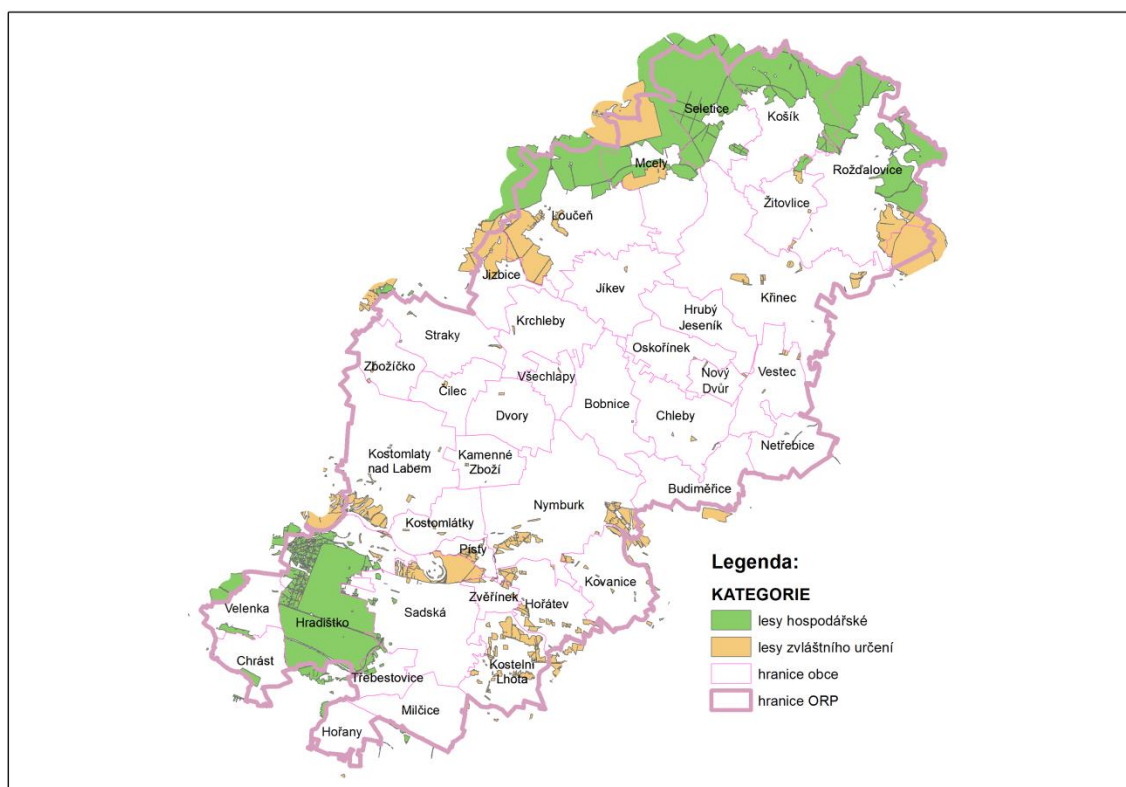 Seletice
Košík
Mcely
Rožďalovice
Žitovlice
Loučeň
Jizbice
Jíkev
Křinec
Hrubý
Jeseník
Krchleby
Straky
Oskořínek
Zbožíčko
Všechlapy
Nový
Dvůr
Vestec
Čilec
Dvory
Bobnice
Chleby
Netřebice
Kostomlaty
nad Labem
Kamenné
Zboží
Budiměřice
Nymburk
Kostomlátky
Písty
Kovanice
Zvěřínek
Hořátev
Velenka
Sadská
Hradištko
Chrást
Kostelní
Lhota
Třebestovice
Milčice
Hořany
Legenda:
KATEGORIE
lesy hospodářské
lesy zvláštního určení
hranice obce
hranice ORP